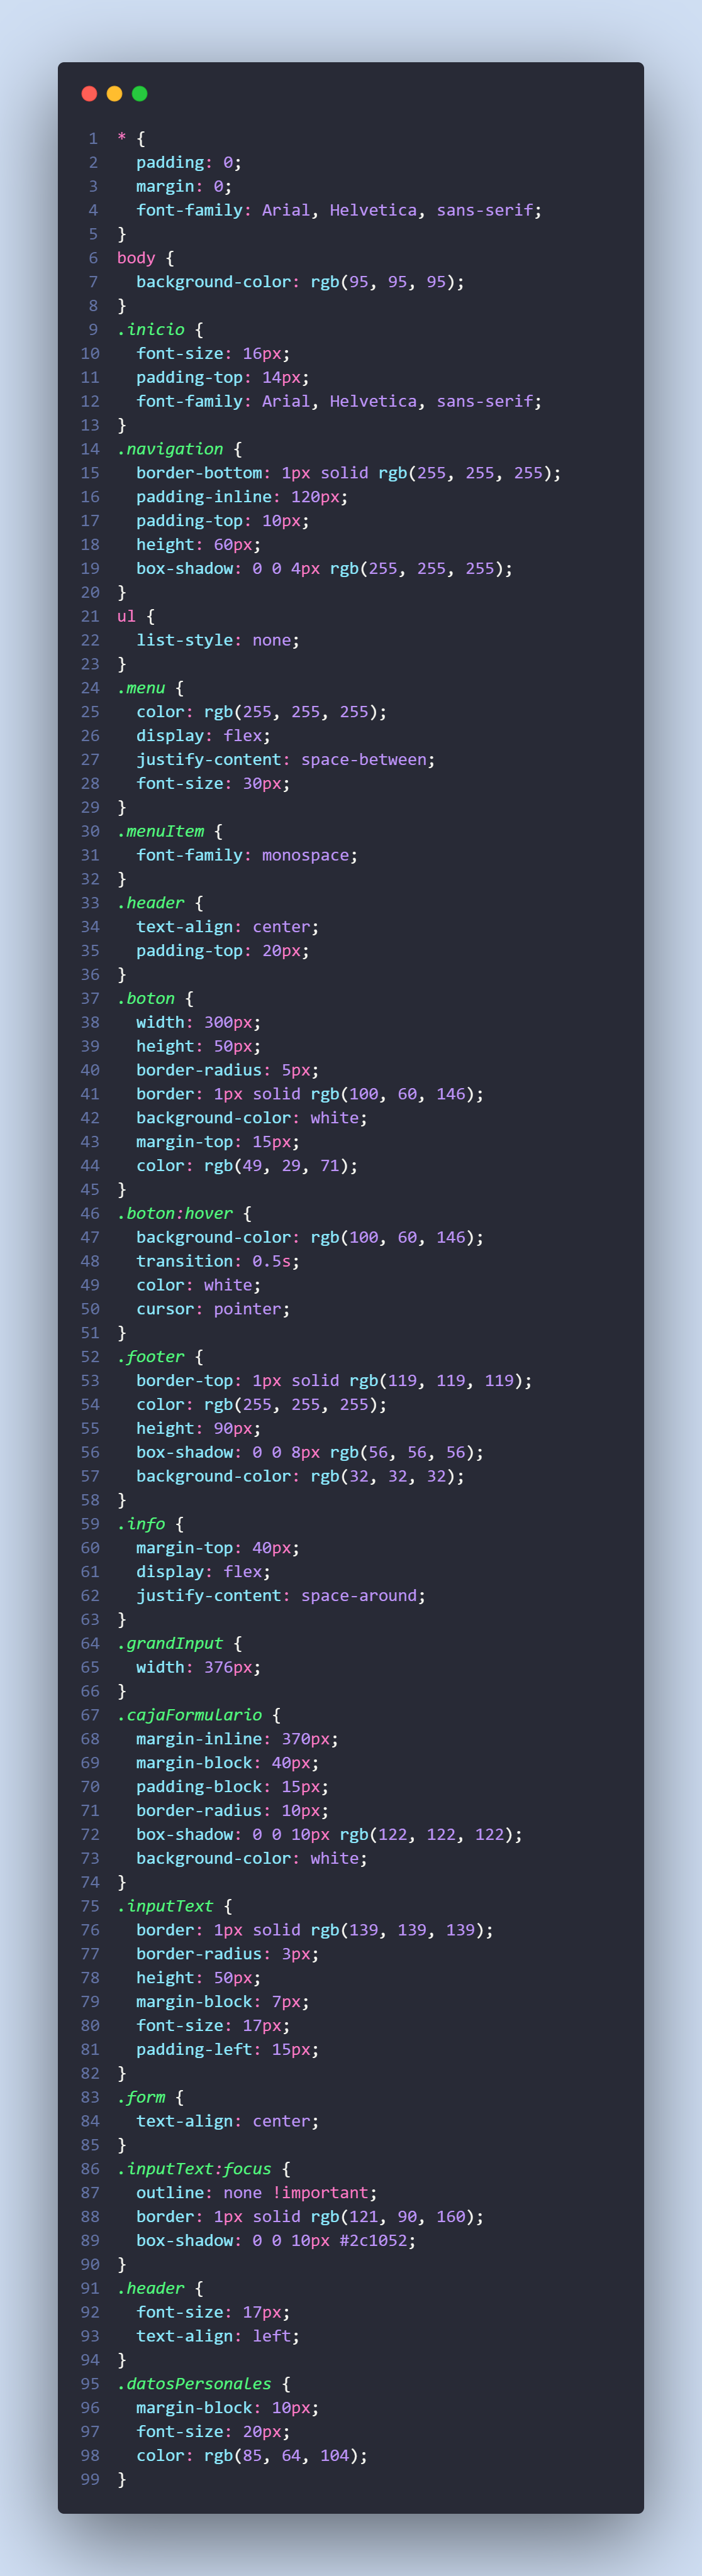 1 * {
2   padding: 0;
3   margin: 0;
4   font-family: Arial, Helvetica, sans-serif;
5 }
6 body {
7   background-color: rgb(95, 95, 95);
8 }
9 .inicio {
10   font-size: 16px;
11   padding-top: 14px;
12   font-family: Arial, Helvetica, sans-serif;
13 }
14 .navigation {
15   border-bottom: 1px solid rgb(255, 255, 255);
16   padding-inline: 120px;
17   padding-top: 10px;
18   height: 60px;
19   box-shadow: 0 0 4px rgb(255, 255, 255);
20 }
21 ul {
22   list-style: none;
23 }
24 .menu {
25   color: rgb(255, 255, 255);
26   display: flex;
27   justify-content: space-between;
28   font-size: 30px;
29 }
30 .menuItem {
31   font-family: monospace;
32 }
33 .header {
34   text-align: center;
35   padding-top: 20px;
36 }
37 .boton {
38   width: 300px;
39   height: 50px;
40   border-radius: 5px;
41   border: 1px solid rgb(100, 60, 146);
42   background-color: white;
43   margin-top: 15px;
44   color: rgb(49, 29, 71);
45 }
46 .boton:hover {
47   background-color: rgb(100, 60, 146);
48   transition: 0.5s;
49   color: white;
50   cursor: pointer;
51 }
52 .footer {
53   border-top: 1px solid rgb(119, 119, 119);
54   color: rgb(255, 255, 255);
55   height: 90px;
56   box-shadow: 0 0 8px rgb(56, 56, 56);
57   background-color: rgb(32, 32, 32);
58 }
59 .info {
60   margin-top: 40px;
61   display: flex;
62   justify-content: space-around;
63 }
64 .grandInput {
65   width: 376px;
66 }
67 .cajaFormulario {
68   margin-inline: 370px;
69   margin-block: 40px;
70   padding-block: 15px;
71   border-radius: 10px;
72   box-shadow: 0 0 10px rgb(122, 122, 122);
73   background-color: white;
74 }
75 .inputText {
76   border: 1px solid rgb(139, 139, 139);
77   border-radius: 3px;
78   height: 50px;
79   margin-block: 7px;
80   font-size: 17px;
81   padding-left: 15px;
82 }
83 .form {
84   text-align: center;
85 }
86 .inputText:focus {
87   outline: none !important;
88   border: 1px solid rgb(121, 90, 160);
89   box-shadow: 0 0 10px #2c1052;
90 }
91 .header {
92   font-size: 17px;
93   text-align: left;
94 }
95 .datosPersonales {
96   margin-block: 10px;
97   font-size: 20px;
98   color: rgb(85, 64, 104);
99 }